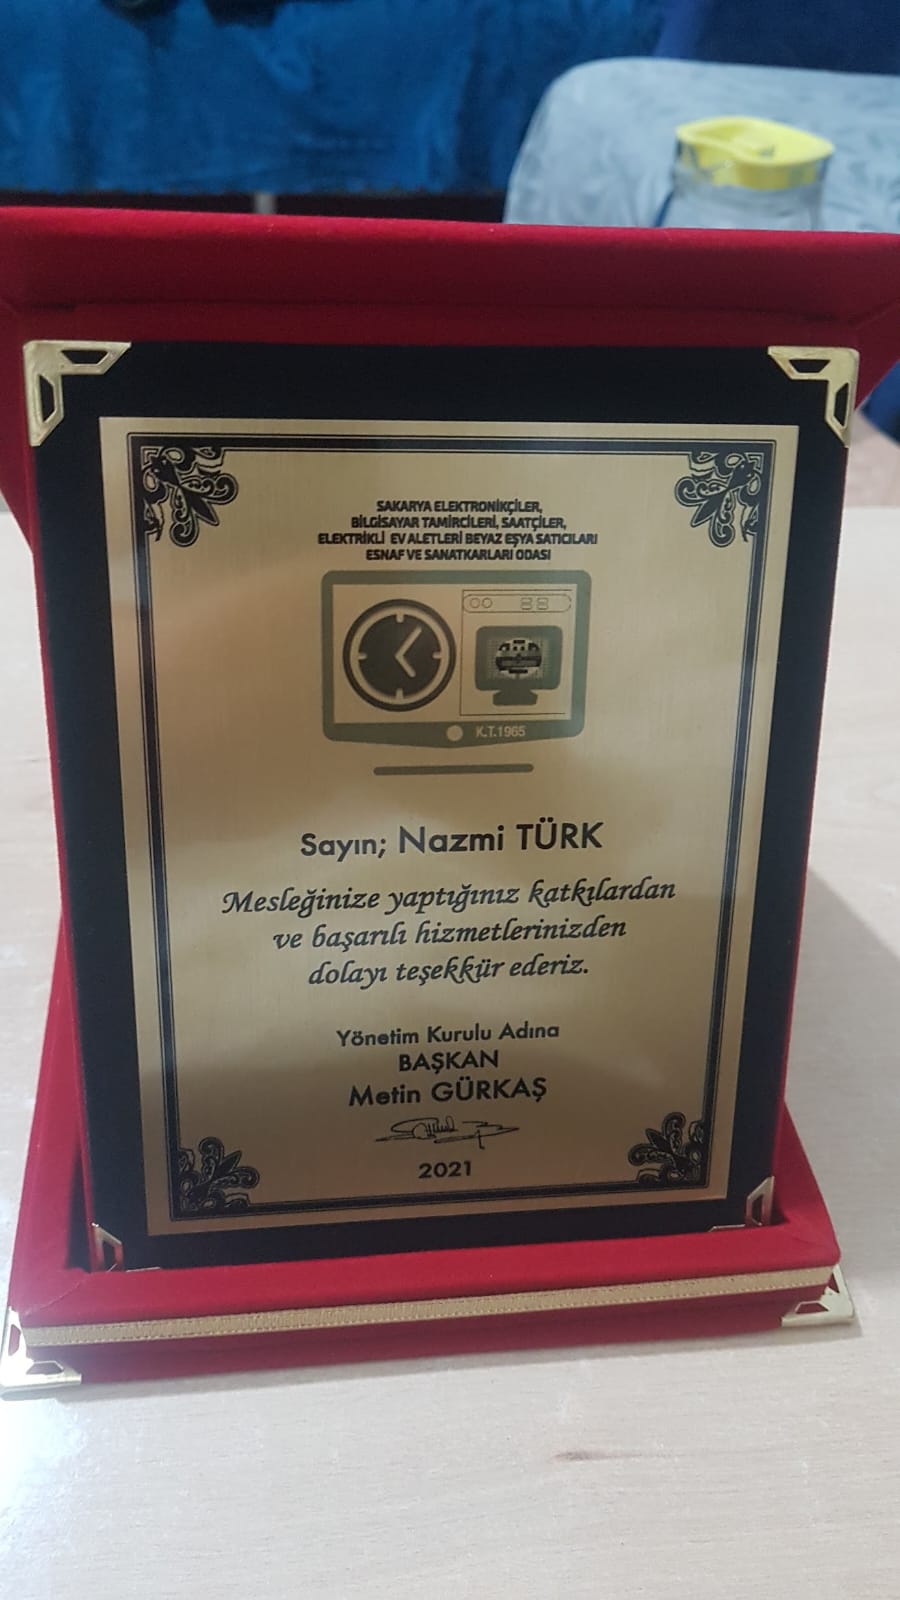 SAKARYA ELEKTRONİKÇİLER,
BİLGİSAYAR TAMİRCİLERİ, SAATÇİLER,
ELEKTRİKLİ EV ALETLERİ BEYAZ EŞYA SATICILARI
ESNAF VE SANATKARLARI ODASI
K.T.1965
Sayın; Nazmi TÜRK
Mesleğinize yaptığınız katkılardan
ve başarılı hizmetlerinizden
dolayı teşekkür ederiz.
Yönetim Kurulu Adına
BAŞKAN
Metin GÜRKAŞ
2021